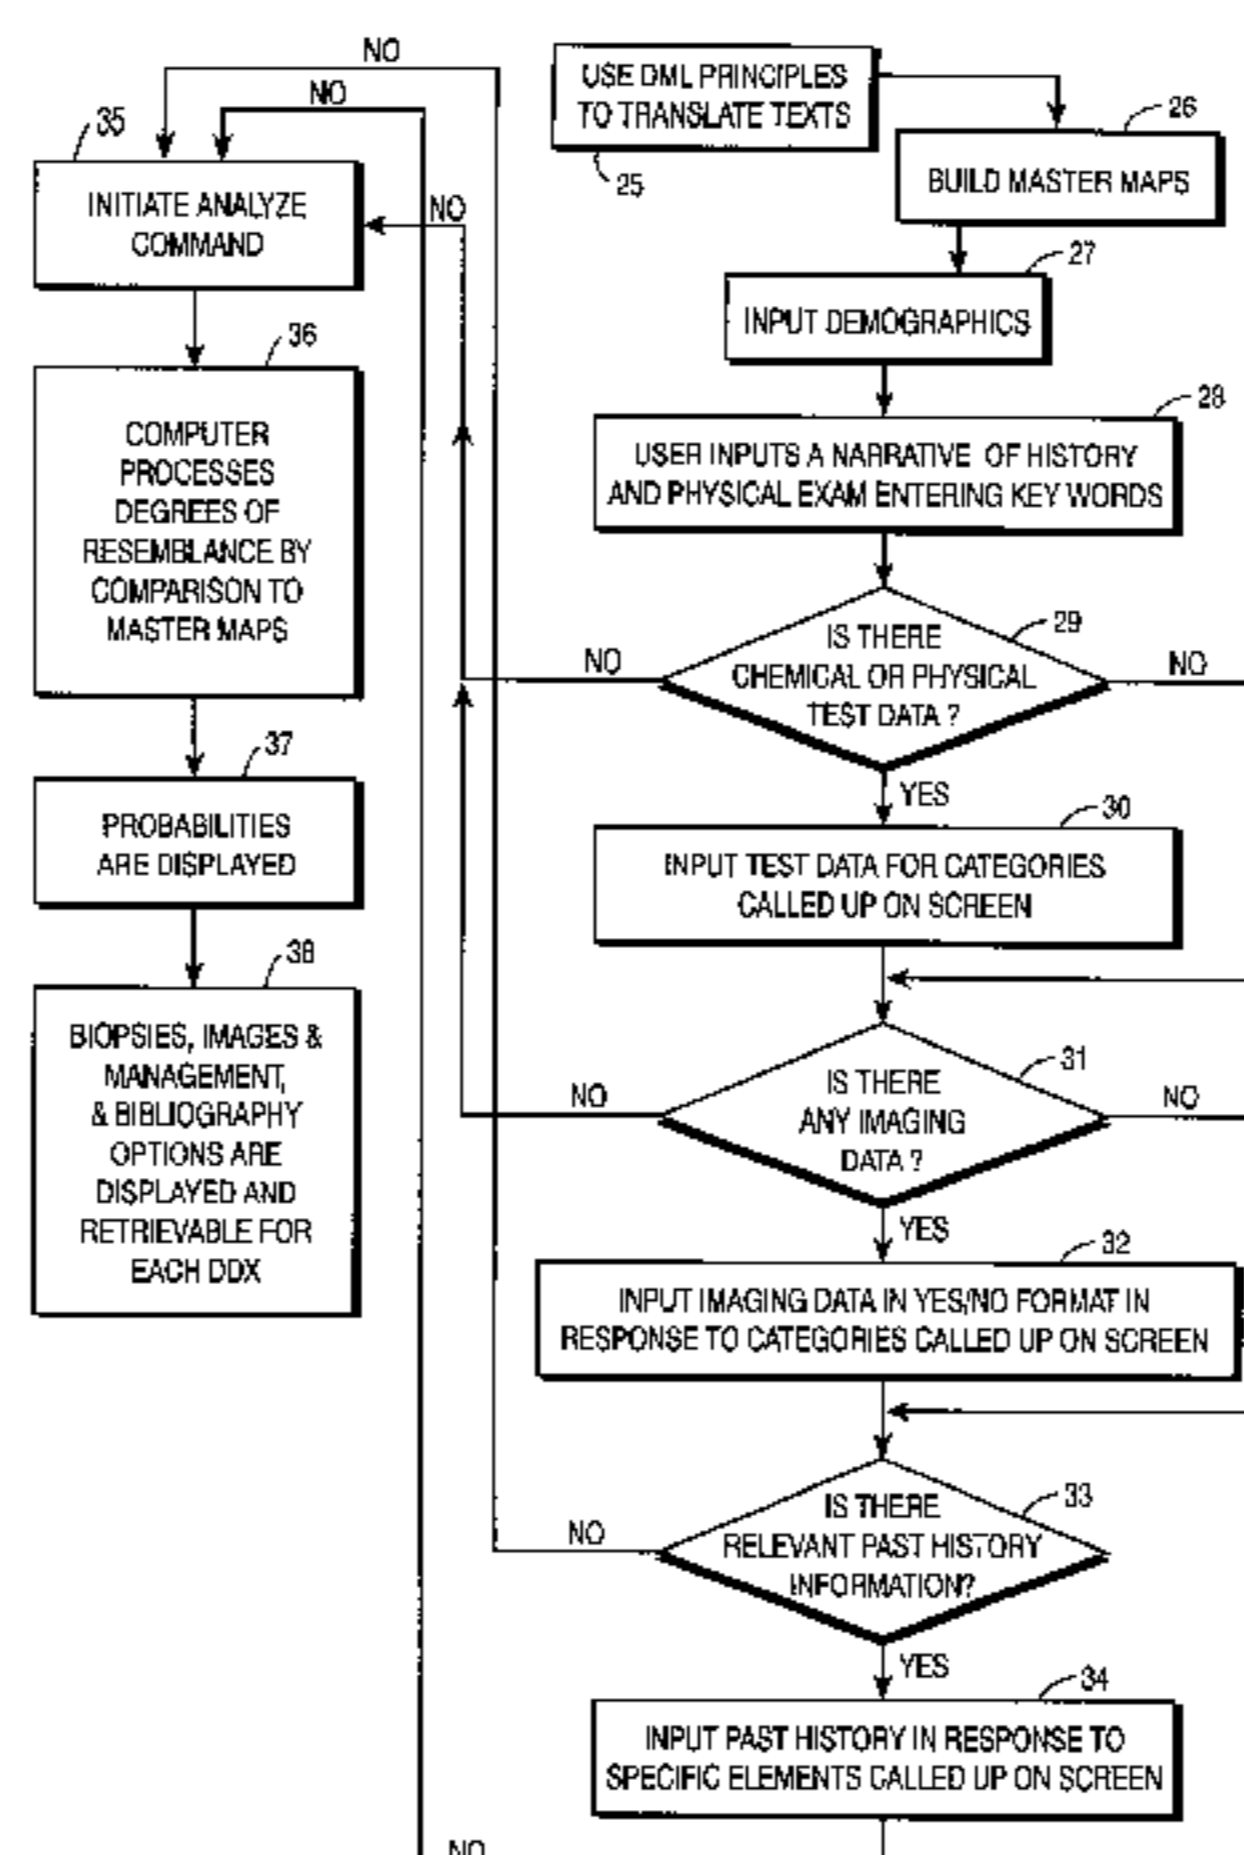 NO
NO
35
INITIATE ANALYZE
COMMAND
NO
36
COMPUTER
PROCESSES
DEGREES OF
RESEMBLANCE BY
COMPARISON TO
MASTER MAPS
37
PROBABILITIES
ARE DISPLAYED
38
BIOPSIES, IMAGES &
MANAGEMENT,
& BIBLIOGRAPHY
OPTIONS ARE
DISPLAYED AND
RETRIEVABLE FOR
EACH DDX
USE DML PRINCIPLES
TO TRANSLATE TEXTS
25
26
BUILD MASTER MAPS
27
INPUT DEMOGRAPHICS
28
USER INPUTS A NARRATIVE OF HISTORY
AND PHYSICAL EXAM ENTERING KEY WORDS
29
IS THERE
CHEMICAL OR PHYSICAL
TEST DATA ?
NO
NO
YES
30
INPUT TEST DATA FOR CATEGORIES
CALLED UP ON SCREEN
31
IS THERE
ANY IMAGING
DATA ?
NO
NO
YES
32
INPUT IMAGING DATA IN YES/NO FORMAT IN
RESPONSE TO CATEGORIES CALLED UP ON SCREEN
33
IS THERE
RELEVANT PAST HISTORY
INFORMATION?
NO
YES
34
INPUT PAST HISTORY IN RESPONSE TO
SPECIFIC ELEMENTS CALLED UP ON SCREEN
NO